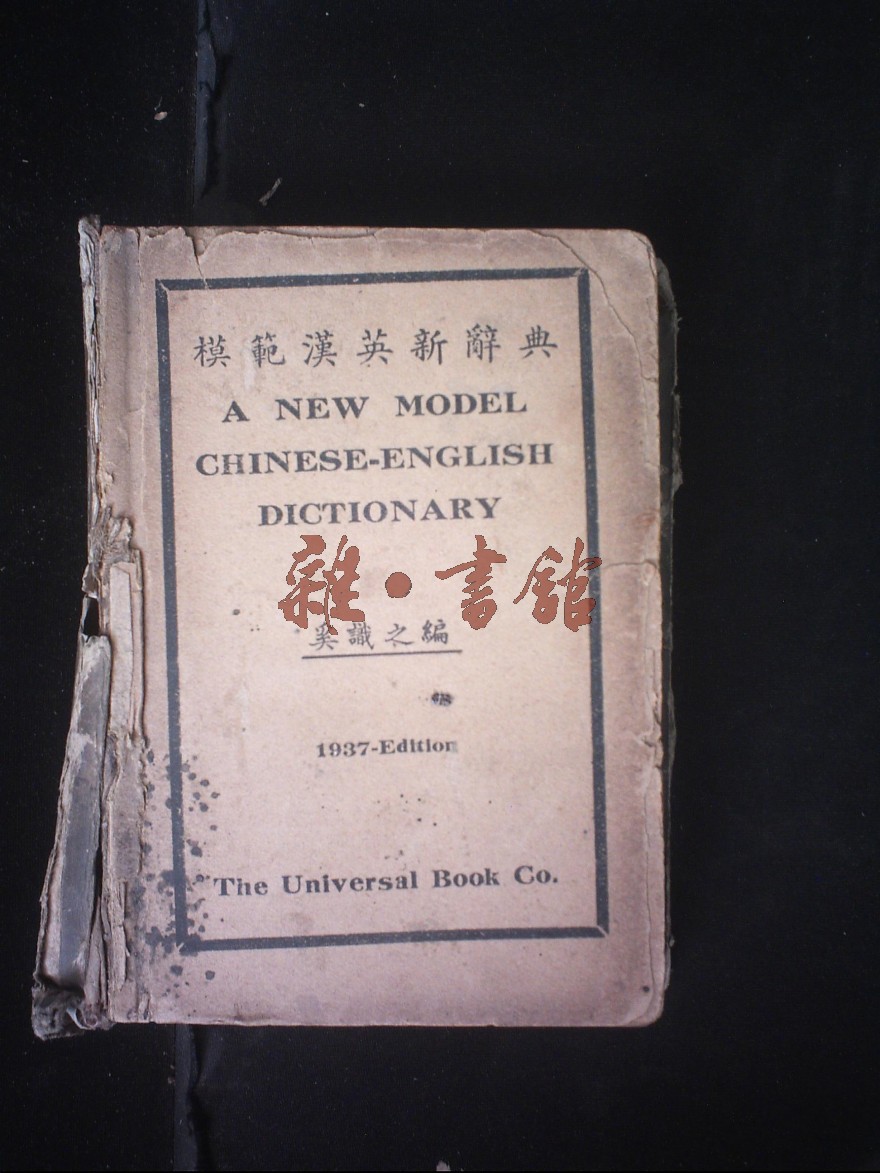 模範漢英新辭典
A NEW MODEL
CHINESE-ENGLISH
DICTIONARY
雜·書館
奚識之編
1937-Edition
The Universal Book Co.